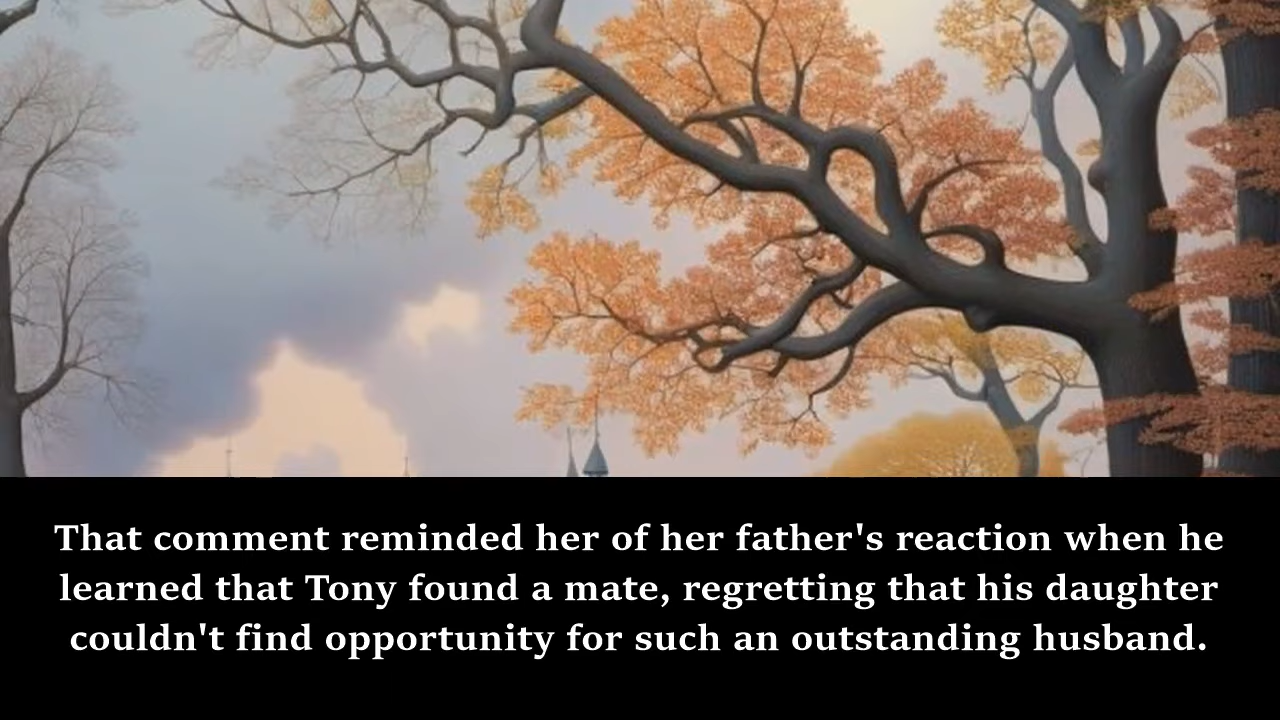 That comment reminded her of her father's reaction when he
learned that Tony found a mate, regretting that his daughter
couldn't find opportunity for such an outstanding husband.